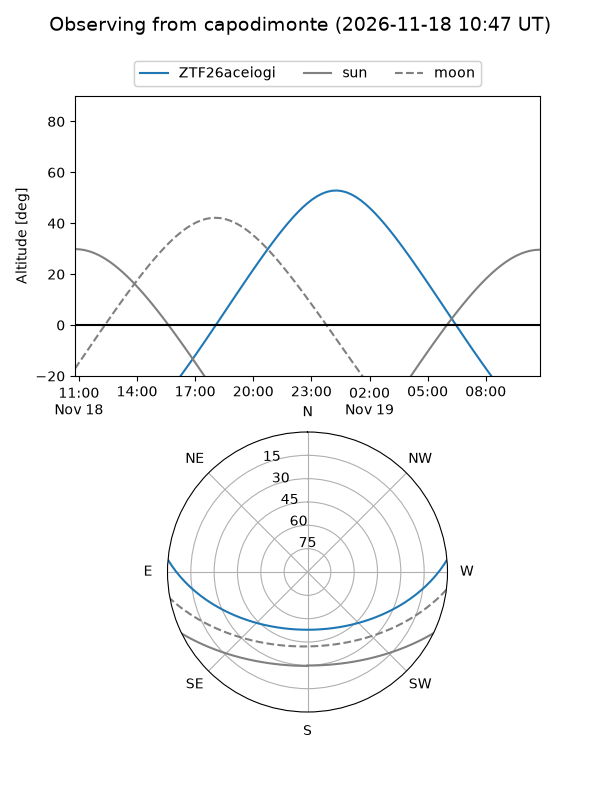 Observing from capodimonte (2026-11-18 10:47 UT)
ZTF26aceiogi sun moon
Altitude [deg]
80
60
40
20
0
−20
11:00 14:00 17:00 20:00 23:00 02:00 05:00 08:00
Nov 18 Nov 19
N
NE NW
15
30
45
60
75
E W
SE SW
S